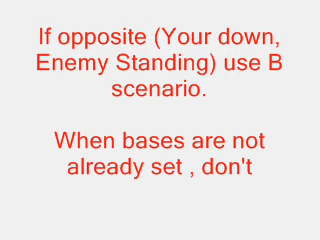 If opposite (Your down,
Enemy Standing) use B
scenario.
When bases are not
already set , don't